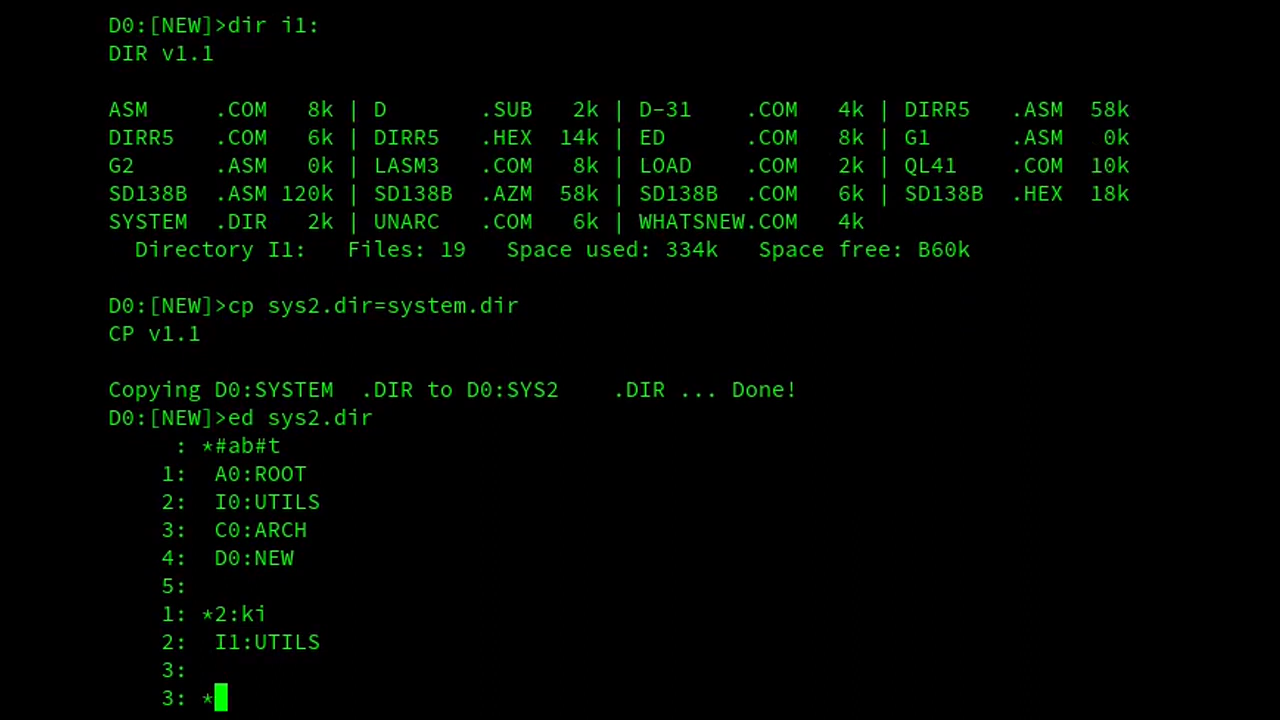 D0:[NEW]>dir i1:
DIR v1.1
ASM     .COM   8k | D       .SUB   2k | D-31    .COM   4k | DIRR5   .ASM  58k
DIRR5   .COM   6k | DIRR5   .HEX  14k | ED      .COM   8k | G1      .ASM   0k
G2      .ASM   0k | LASM3   .COM   8k | LOAD    .COM   2k | QL41    .COM  10k
SD138B  .ASM 120k | SD138B  .AZM  58k | SD138B  .COM   6k | SD138B  .HEX  18k
SYSTEM  .DIR   2k | UNARC   .COM   6k | WHATSNEW.COM   4k
  Directory I1:   Files: 19   Space used: 334k   Space free: B60k
D0:[NEW]>cp sys2.dir=system.dir
CP v1.1
Copying D0:SYSTEM  .DIR to D0:SYS2    .DIR ... Done!
D0:[NEW]>ed sys2.dir
     : *#ab#t
    1:  A0:ROOT
    2:  I0:UTILS
    3:  C0:ARCH
    4:  D0:NEW
    5:
    1: *2:ki
    2:  I1:UTILS
    3:
    3: *